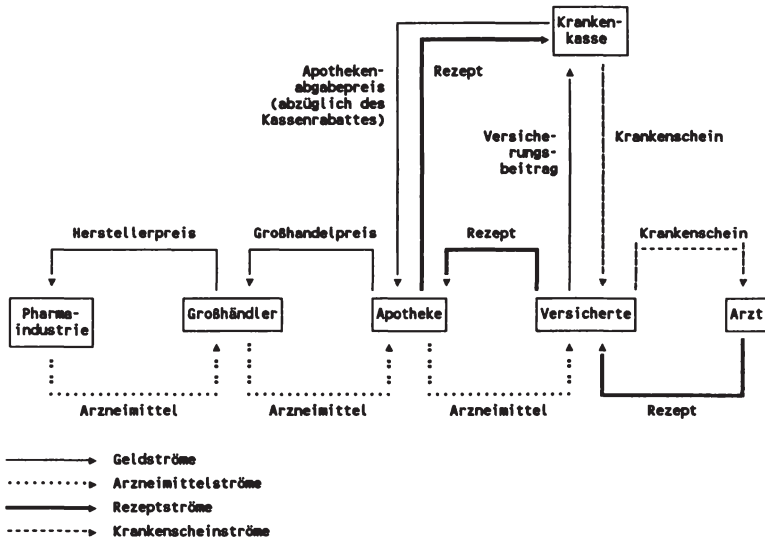 Kranken-
kasse
Apotheken-
abgabepreis
(abzüglich des
Kassenrabattes)
Rezept
Versiche-
rungs-
beitrag
Krankenschein
Herstellerpreis
Großhandelpreis
Rezept
Krankenschein
Pharma-
industrie
Großhändler
Apotheke
Versicherte
Arzt
Arzneimittel
Arzneimittel
Arzneimittel
Rezept
Geldströme
Arzneimittelströme
Rezeptströme
Krankenscheinströme